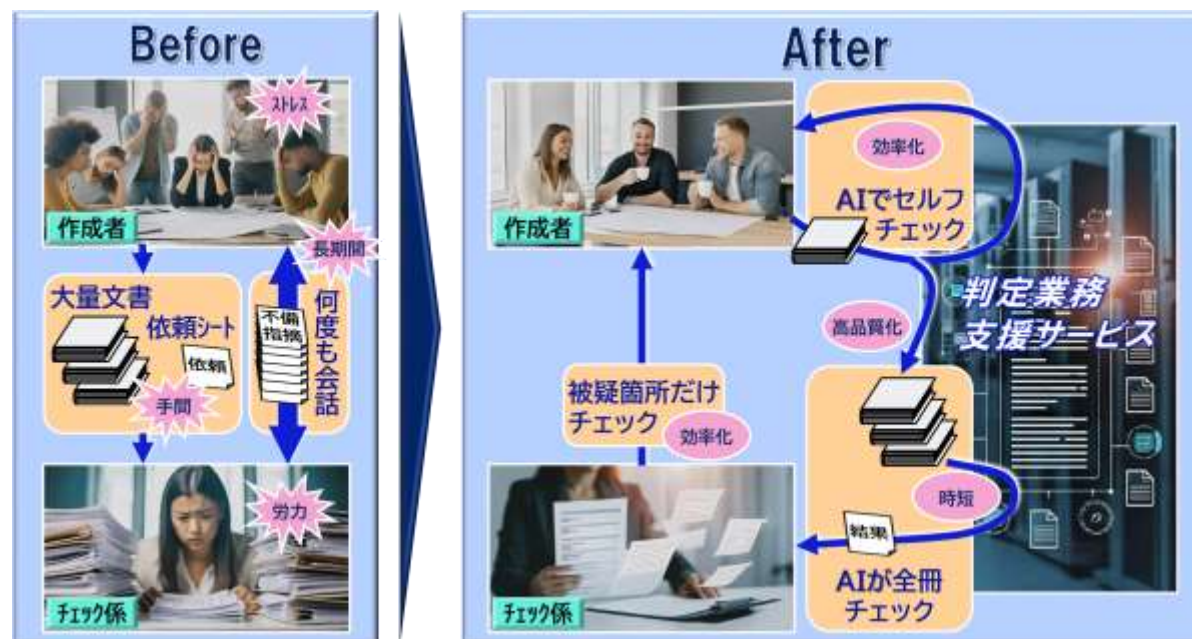 Before
ストレス
作成者
長期間
大量文書
依頼シート
依頼
手間
不備
指摘
何度も会話
労力
チェック係
After
効率化
AIでセルフ
チェック
作成者
高品質化
判定業務
支援サービス
被疑箇所だけ
チェック
効率化
時短
結果
AIが全冊
チェック
チェック係